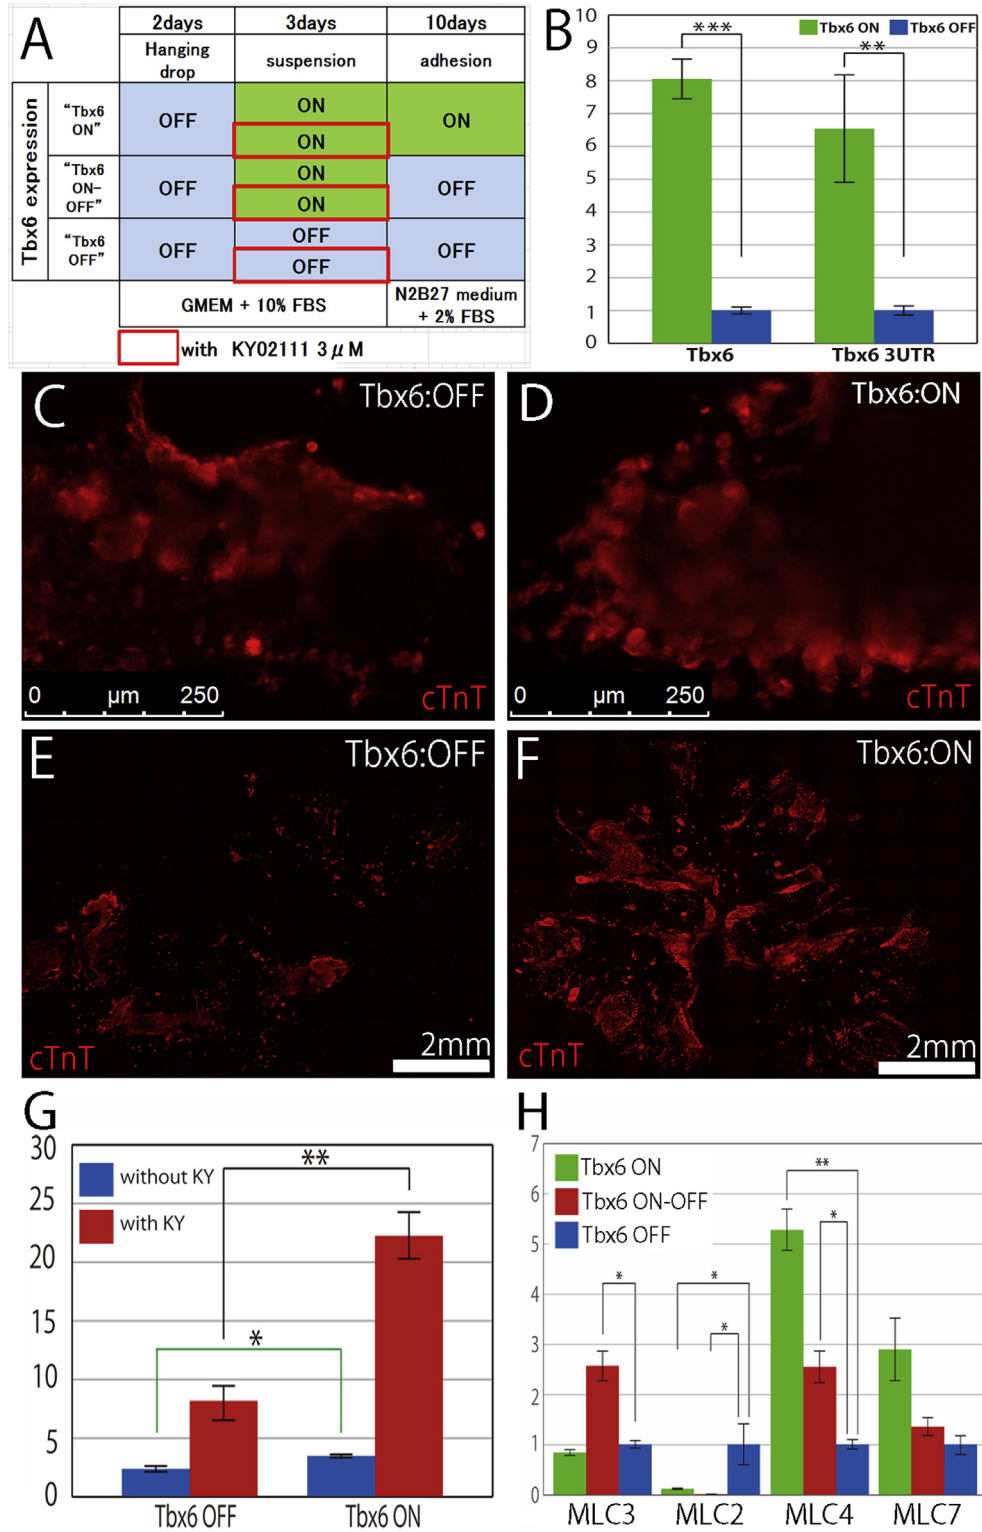 A
2days 3days 10days
Hanging
drop
suspension
adhesion
Tbx6 expression
“Tbx6
ON”
OFF
ON
ON
ON
“Tbx6
ON-
OFF”
OFF
ON
ON
OFF
“Tbx6
OFF”
OFF
OFF
OFF
OFF
GMEM + 10% FBS
N2B27 medium
+ 2% FBS
with KY02111 3 μM
B
Tbx6 ON Tbx6 OFF
10
9
8
7
6
5
4
3
2
1
0
***
**
Tbx6 Tbx6 3UTR
C
Tbx6:OFF
0 μm 250
cTnT
D
Tbx6:ON
0 μm 250
cTnT
E
Tbx6:OFF
cTnT
2mm
F
Tbx6:ON
cTnT
2mm
G
30
25
20
15
10
5
0
without KY
with KY
**
*
Tbx6 OFF Tbx6 ON
H
7
6
5
4
3
2
1
0
Tbx6 ON
Tbx6 ON-OFF
Tbx6 OFF
*
*
*
**
*
MLC3 MLC2 MLC4 MLC7